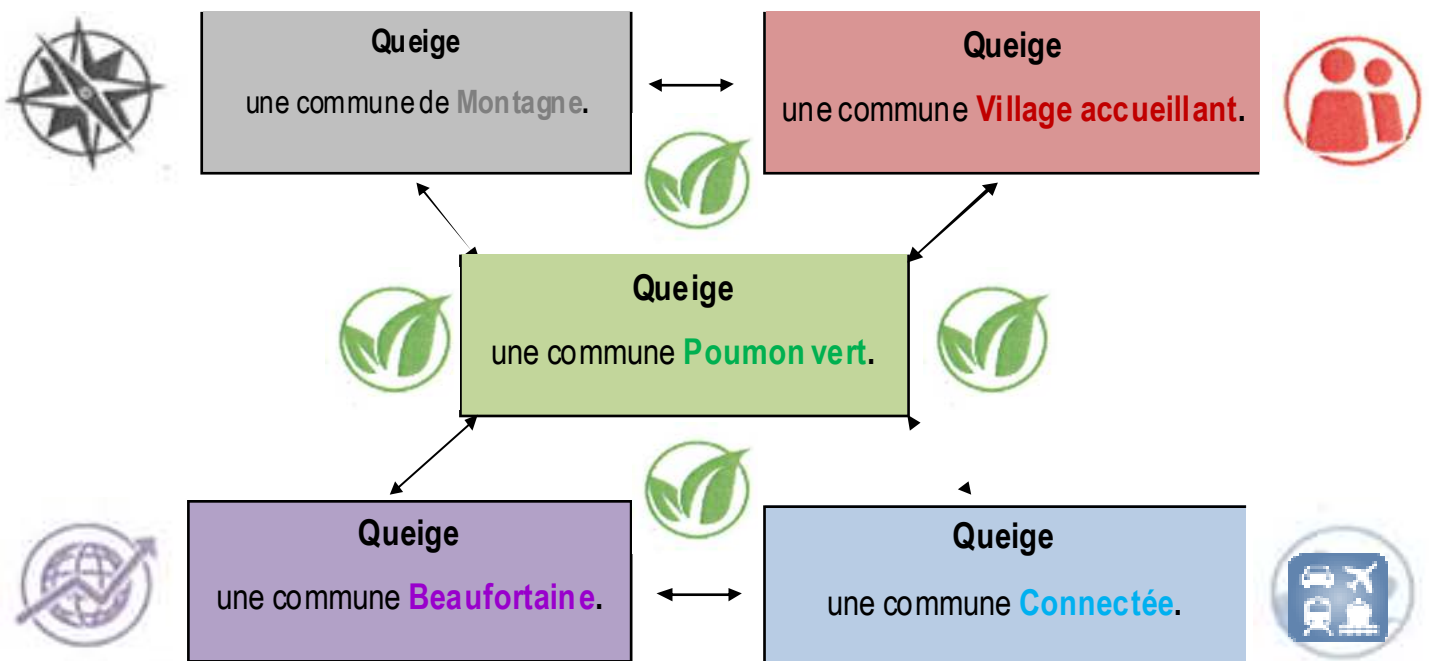 Queige
une commune de Montagne.
Queige
une commune Village accueillant.
Queige
une commune Poumon vert.
Queige
une commune Beaufortaine.
Queige
une commune Connectée.